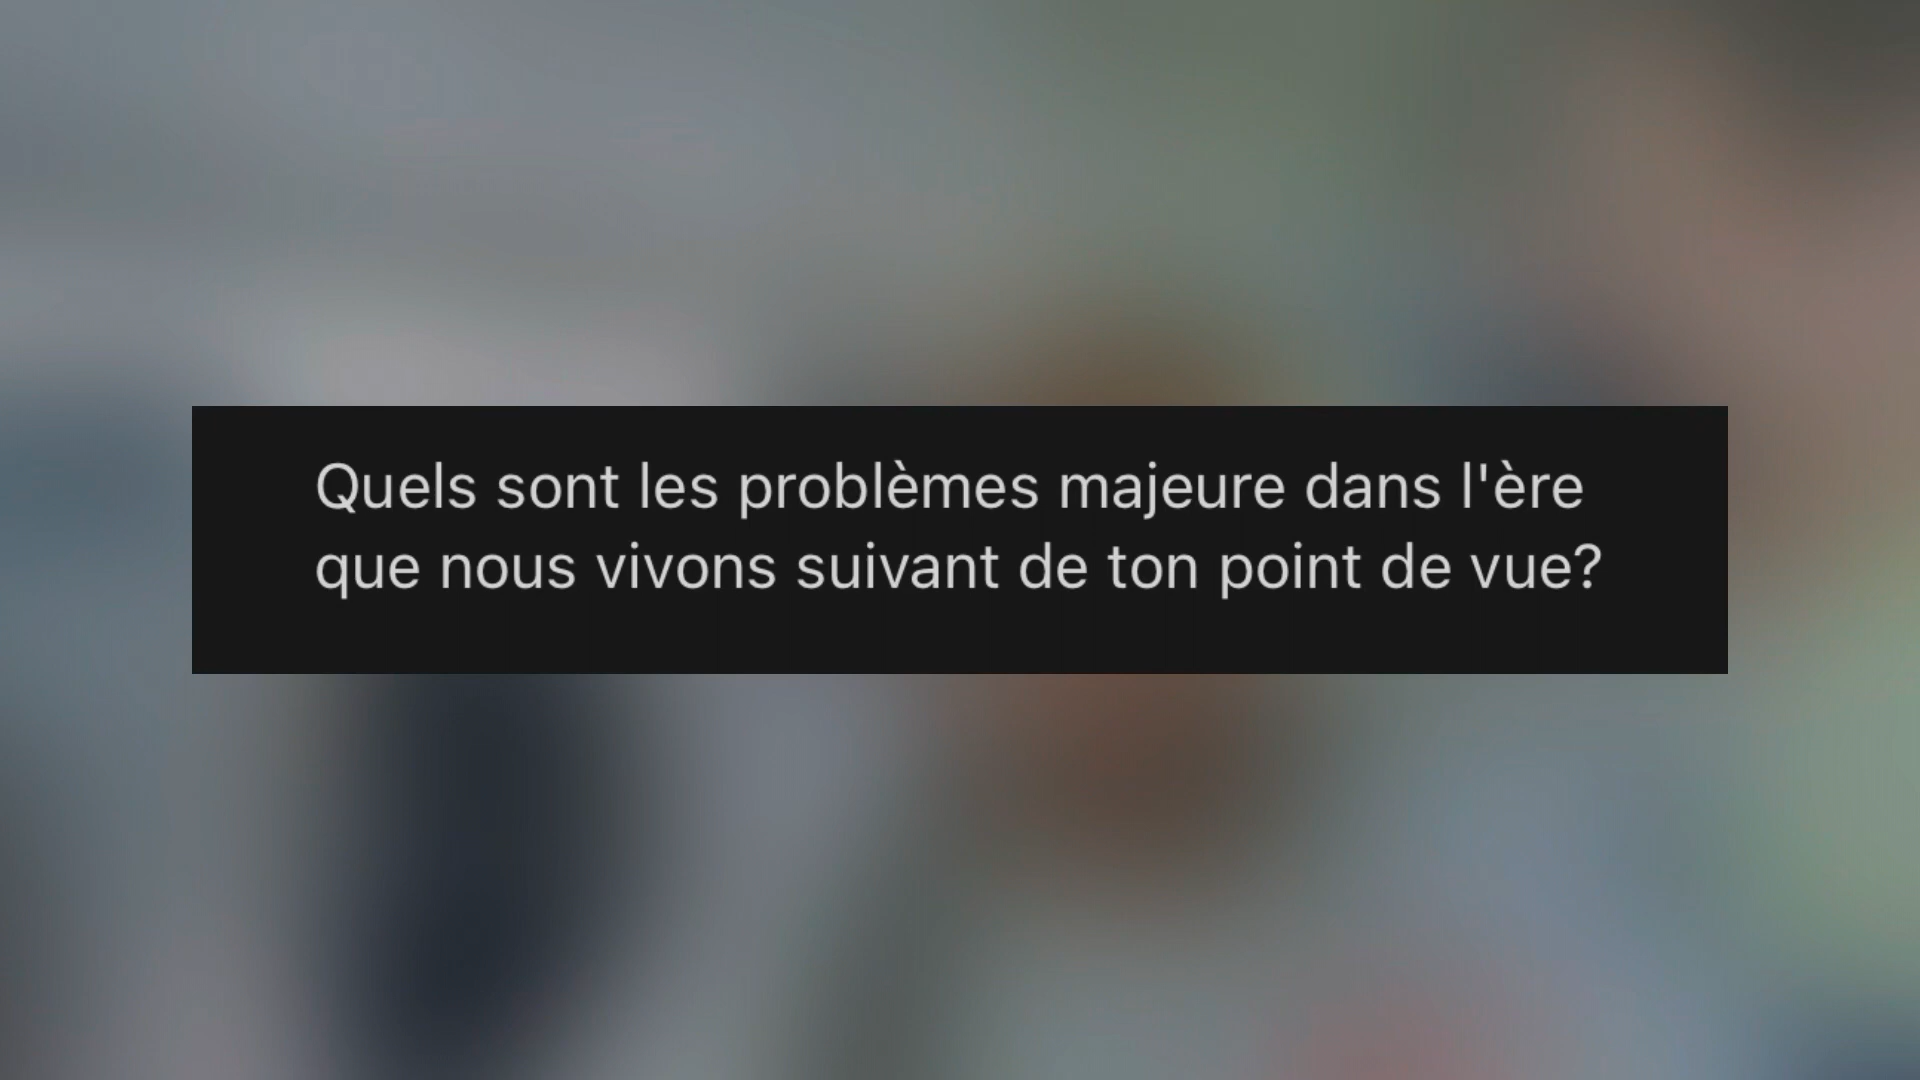 Quels sont les problèmes majeure dans l'ère
que nous vivons suivant de ton point de vue?